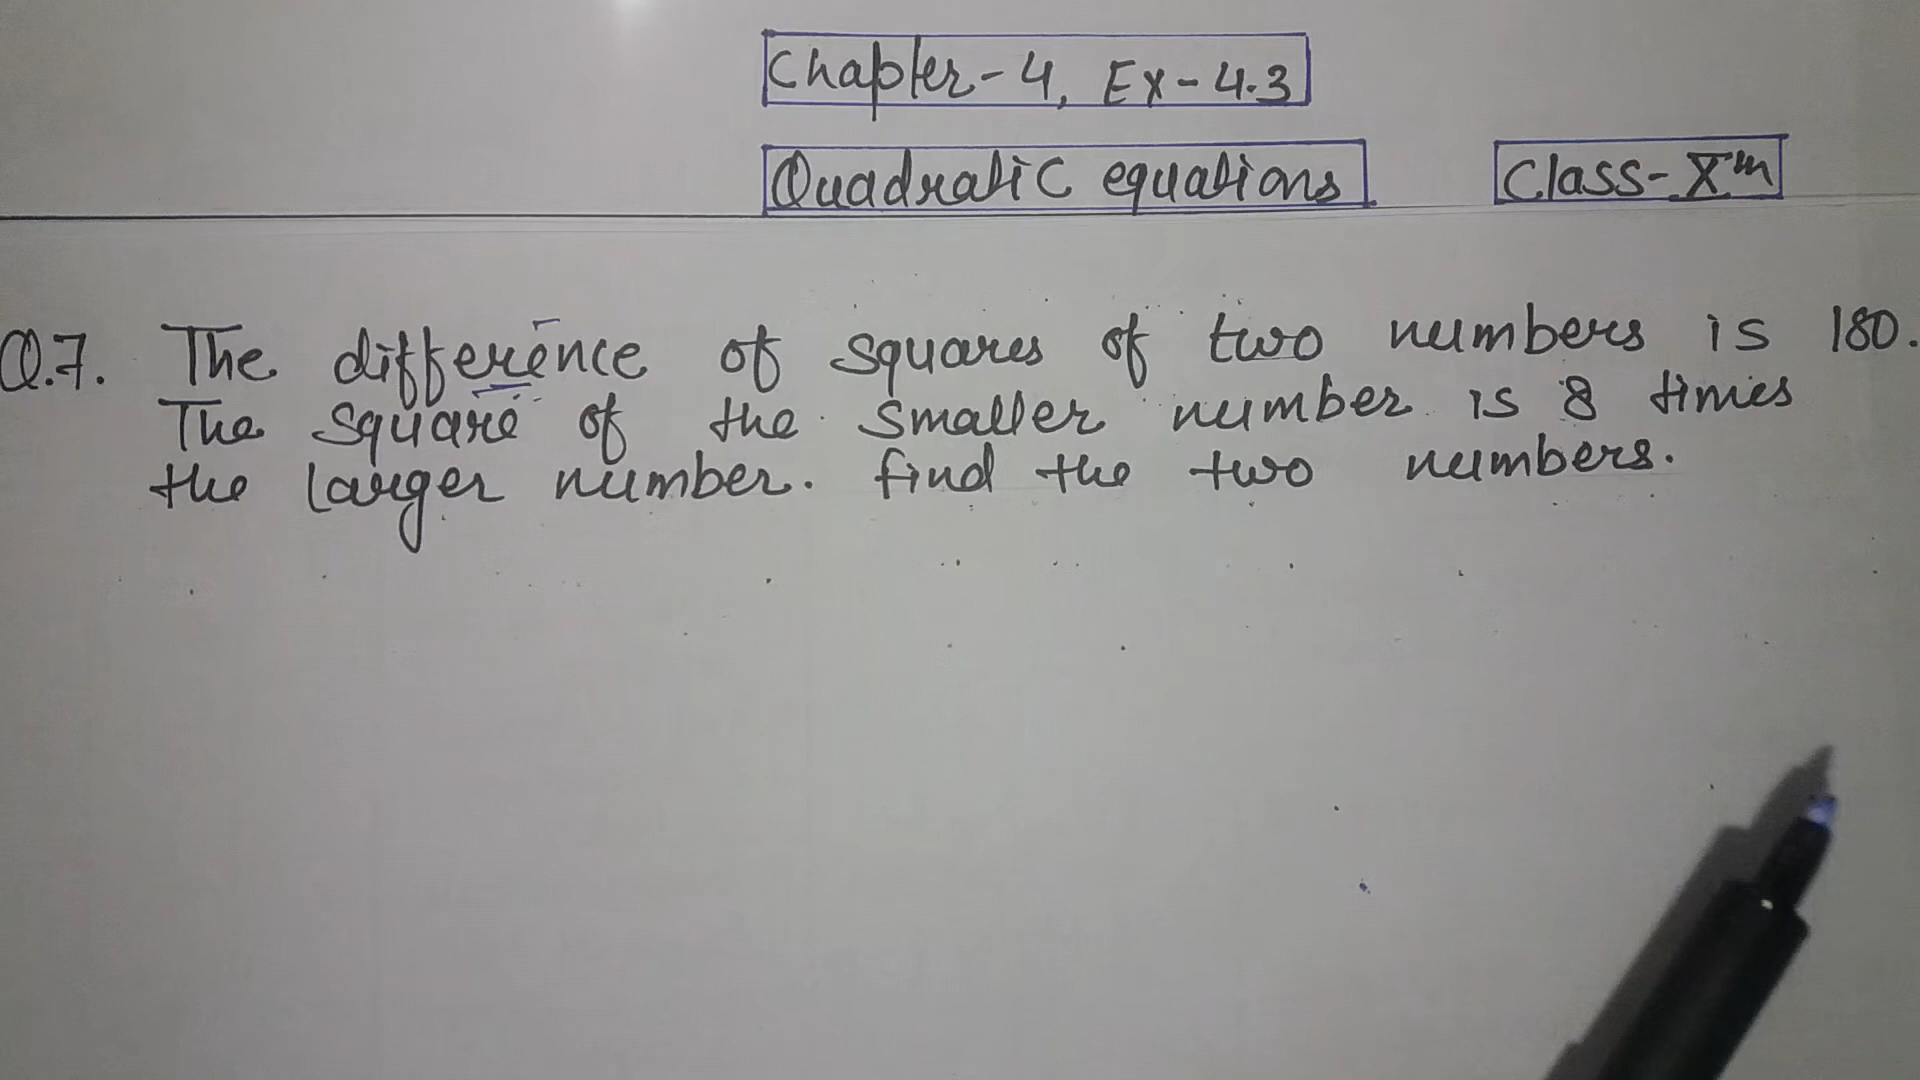 Chapter-4, Ex-4.3
Quadratic equations
Class-Xth
Q.7. The difference of squares of two numbers is 180.
The square of the smaller number is 8 times
the larger number. find the two numbers.